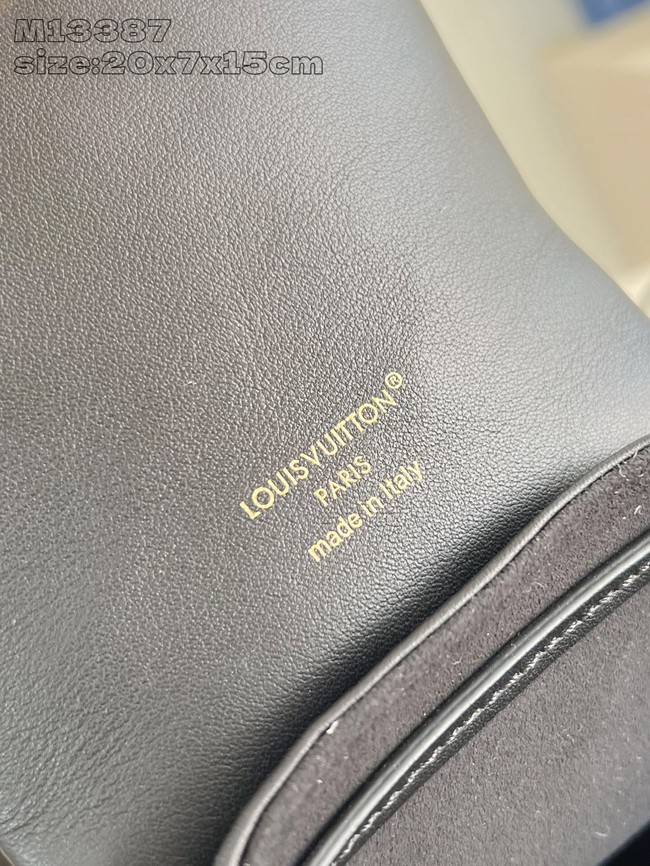 M13387
size:20x7x15cm
LOUIS VUITTON®
PARIS
made in Italy